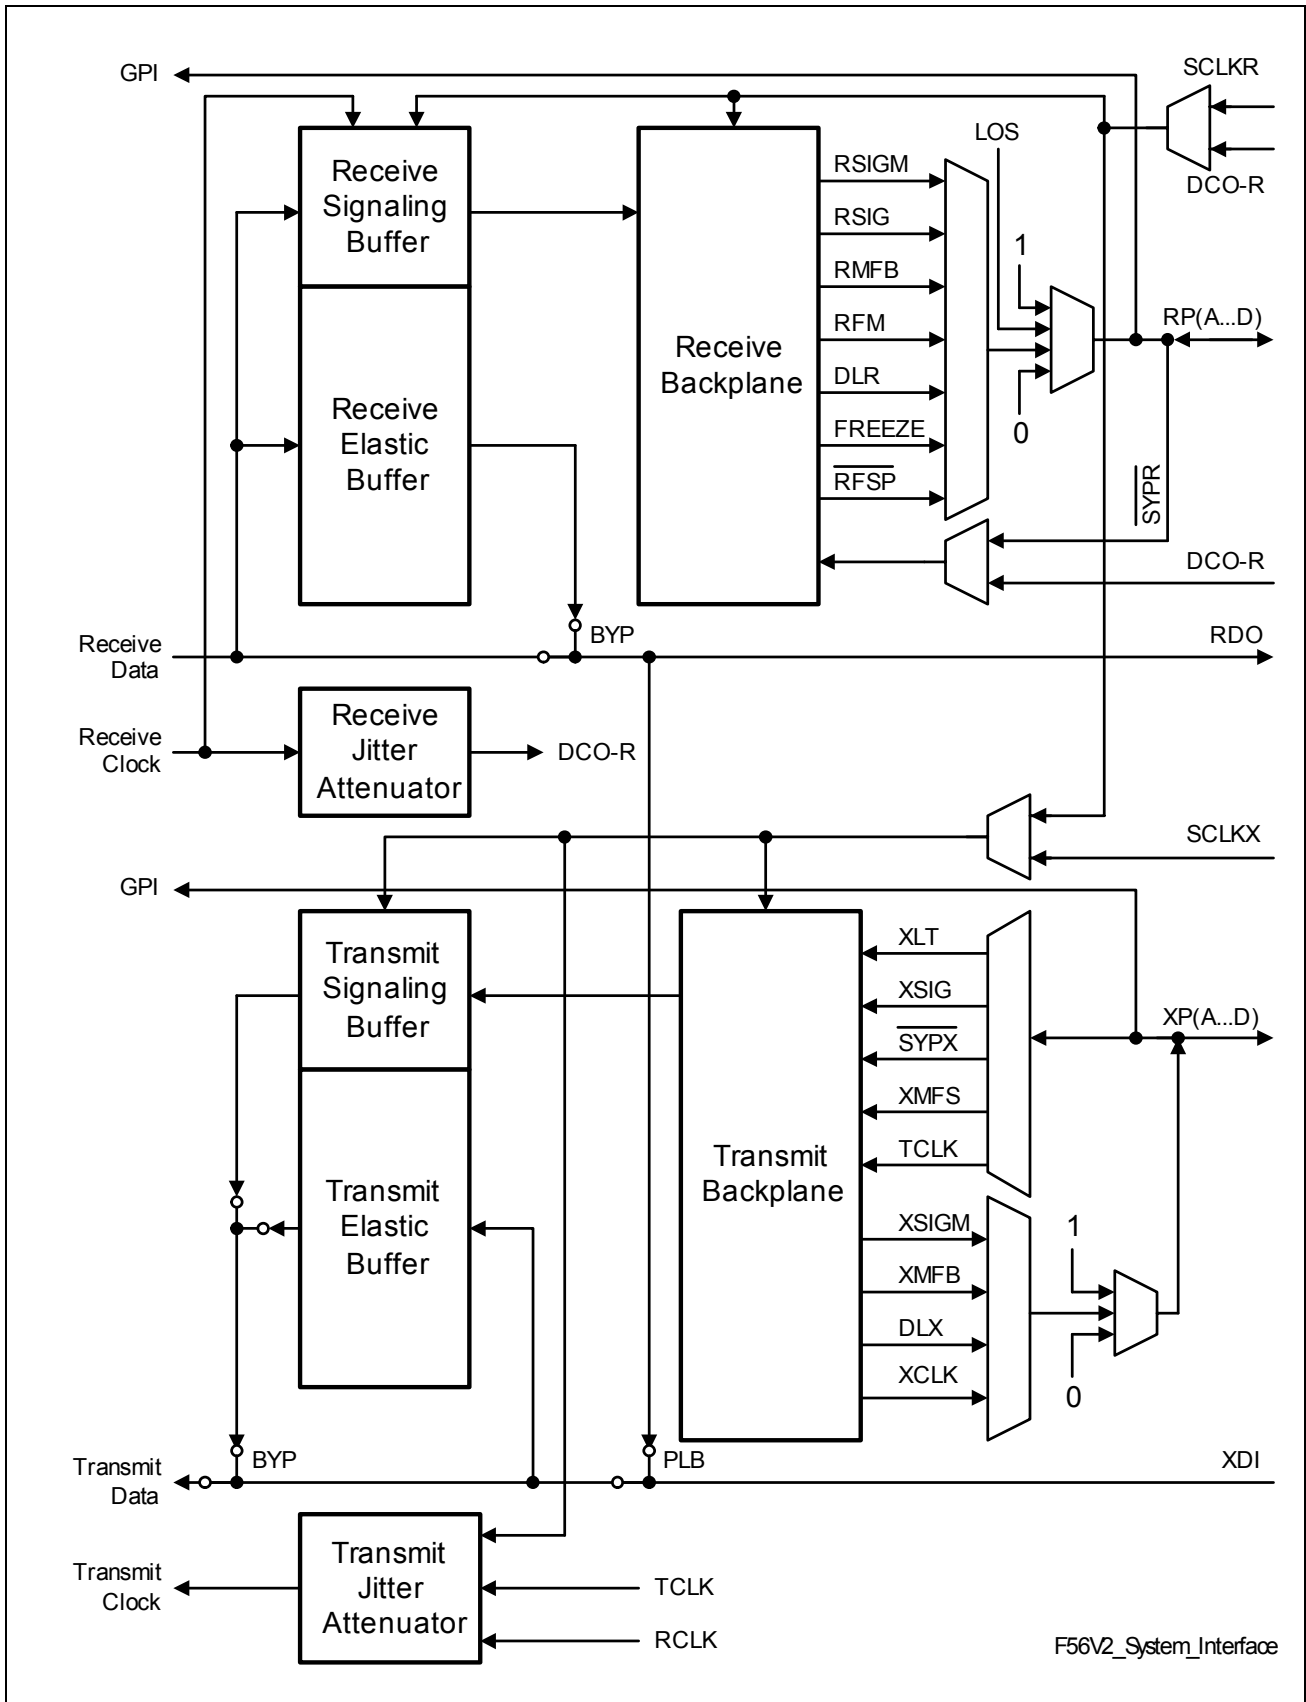 GPI
SCLKR
LOS
DCO-R
Receive
Signaling
Buffer
RSIGM
RSIG
1
RMFB
RFM
RP(A...D)
Receive
Backplane
DLR
Receive
Elastic
Buffer
0
FREEZE
RFSP
SYPR
DCO-R
BYP
RDO
Receive
Data
Receive
Clock
Receive
Jitter
Attenuator
DCO-R
SCLKX
GPI
Transmit
Signaling
Buffer
XLT
XSIG
SYPX
XP(A...D)
XMFS
TCLK
Transmit
Backplane
Transmit
Elastic
Buffer
XSIGM
1
XMFB
DLX
XCLK
0
BYP
PLB
XDI
Transmit
Data
Transmit
Clock
Transmit
Jitter
Attenuator
TCLK
RCLK
F56V2_System_Interface